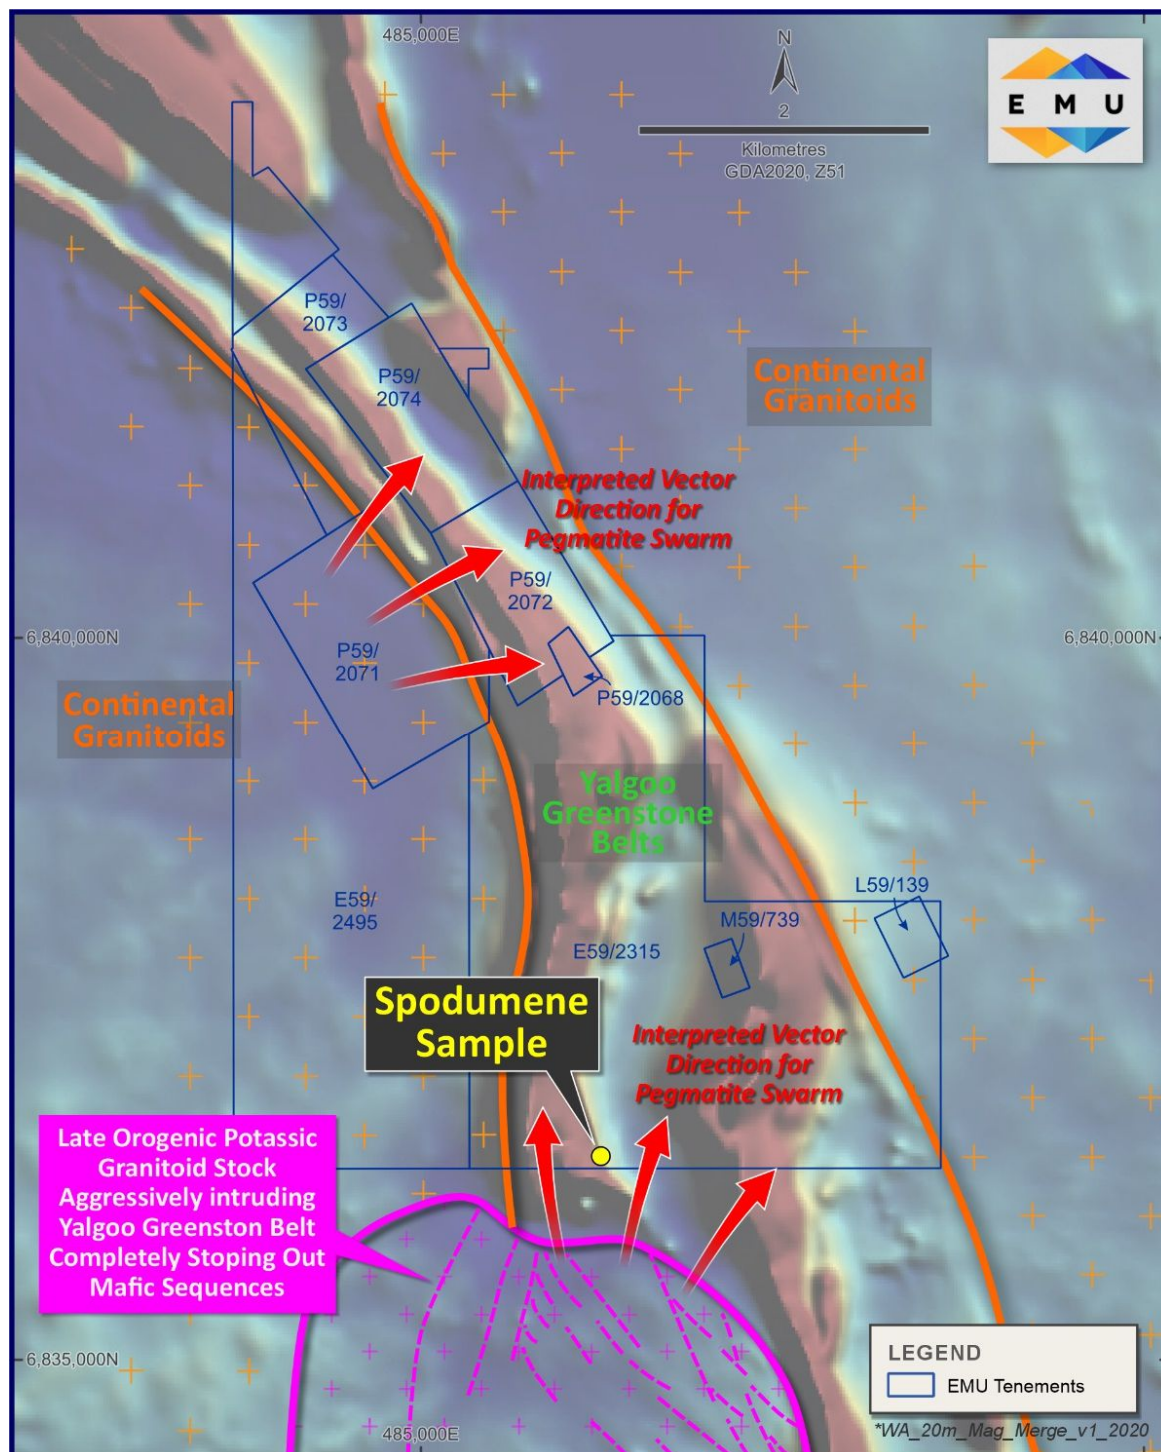 485,000E
N
2
Kilometres
GDA2020, Z51
E M U
P59/
2073
P59/
2074
Continental
Granitoids
Interpreted Vector
Direction for
Pegmatite Swarm
P59/
2072
6,840,000N
6,840,000N
P59/
2071
P59/2068
Continental
Granitoids
Yalgoo
Greenstone
Belts
L59/139
E59/
2495
M59/739
E59/2315
Spodumene
Sample
Interpreted Vector
Direction for
Pegmatite Swarm
Late Orogenic Potassic
Granitoid Stock
Aggressively intruding
Yalgoo Greenston Belt
Completely Stoping Out
Mafic Sequences
6,835,000N
LEGEND
EMU Tenements
485,000E
*WA_20m_Mag_Merge_v1_2020